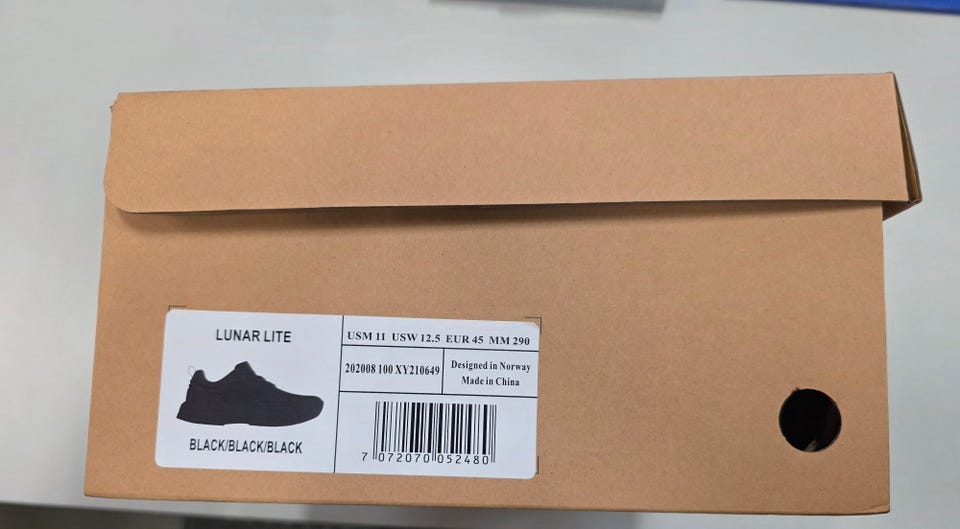 LUNAR LITE
BLACK/BLACK/BLACK
USM 11 USW 12.5 EUR 45 MM 290
202008 100 XY210649
Designed in Norway
Made in China
7 072070 052480